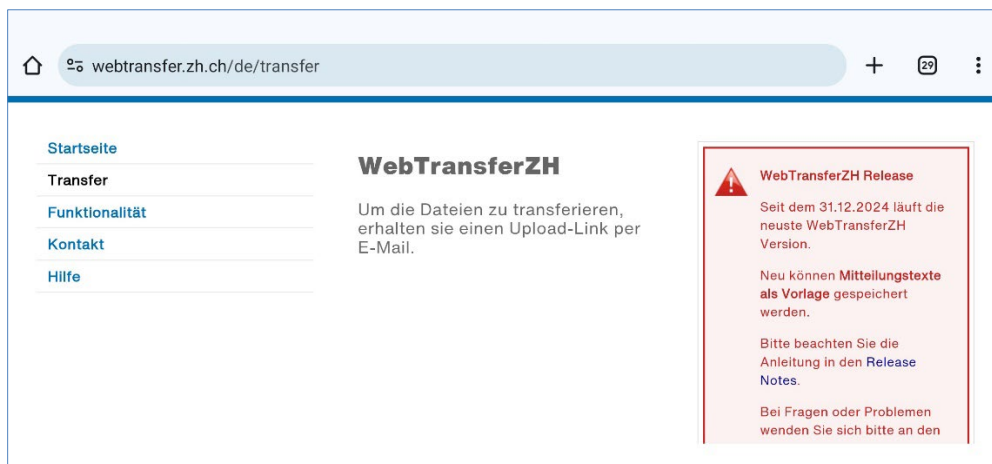 webtransfer.zh.ch/de/transfer
29
Startseite
Transfer
Funktionalität
Kontakt
Hilfe
WebTransferZH
Um die Dateien zu transferieren,
erhalten sie einen Upload-Link per
E-Mail.
WebTransferZH Release
Seit dem 31.12.2024 läuft die
neuste WebTransferZH
Version.
Neu können Mitteilungstexte
als Vorlage gespeichert
werden.
Bitte beachten Sie die
Anleitung in den Release
Notes.
Bei Fragen oder Problemen
wenden Sie sich bitte an den